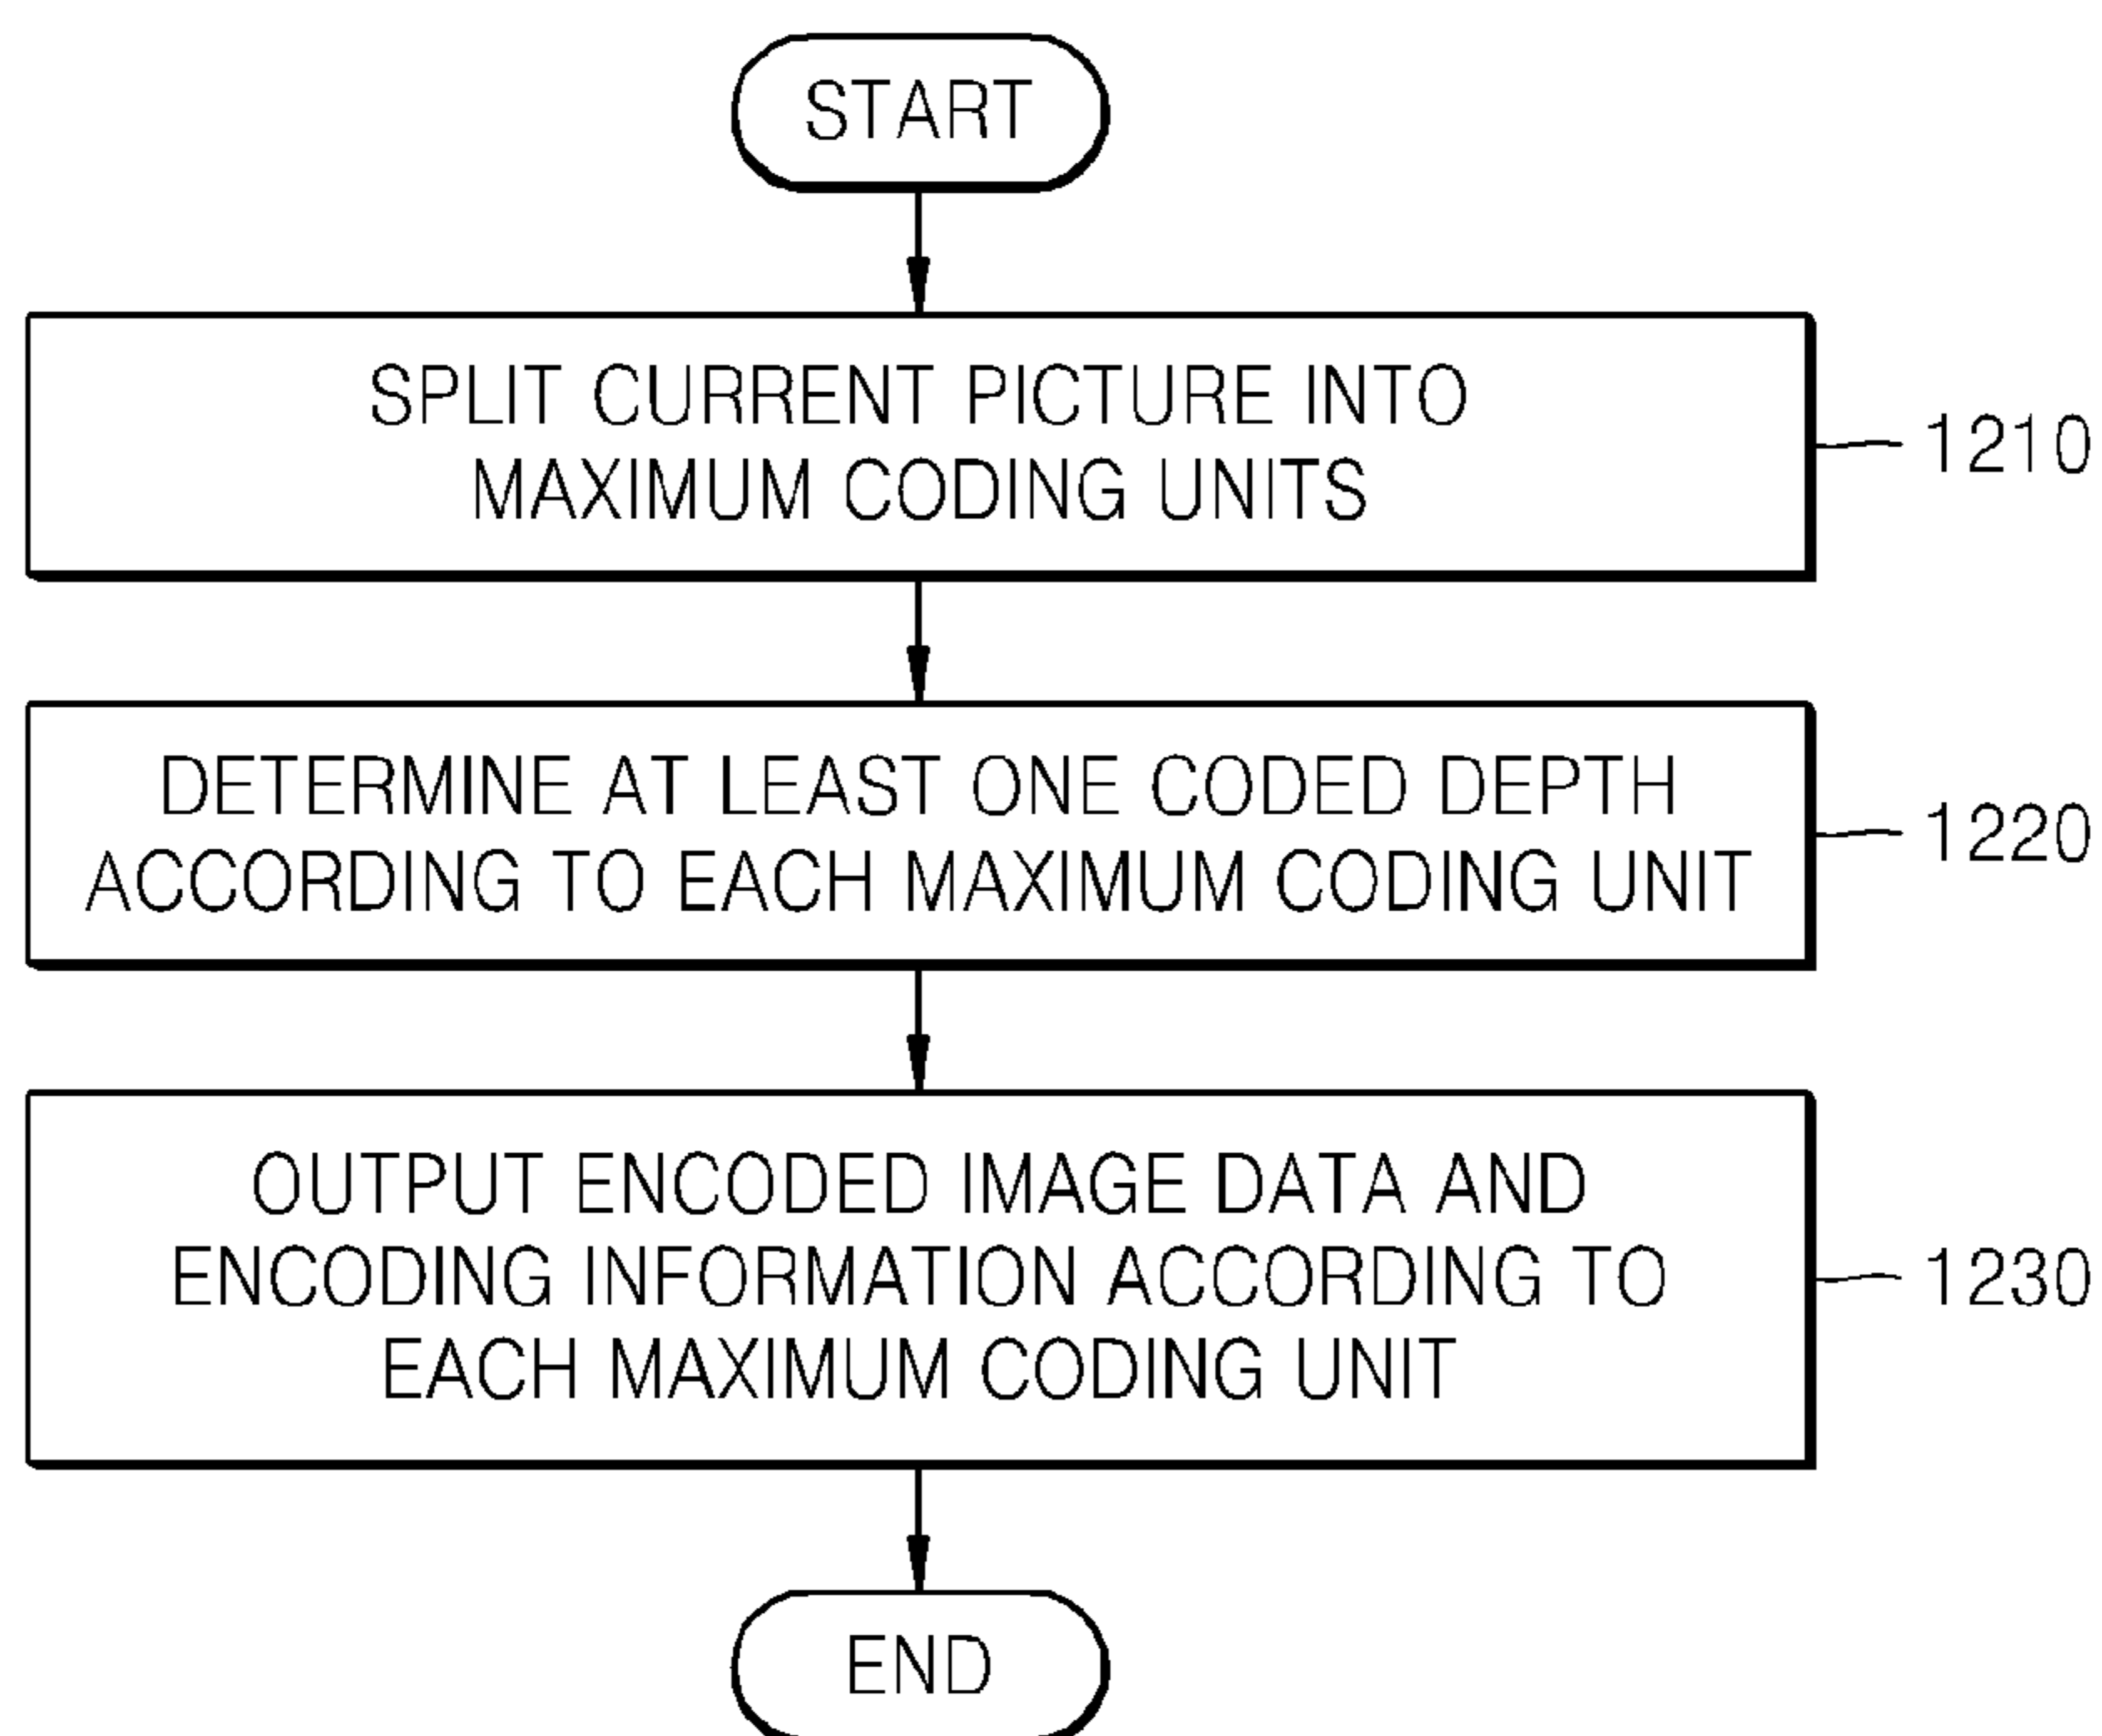 START
SPLIT CURRENT PICTURE INTO
MAXIMUM CODING UNITS
1210
DETERMINE AT LEAST ONE CODED DEPTH
ACCORDING TO EACH MAXIMUM CODING UNIT
1220
OUTPUT ENCODED IMAGE DATA AND
ENCODING INFORMATION ACCORDING TO
EACH MAXIMUM CODING UNIT
1230
END